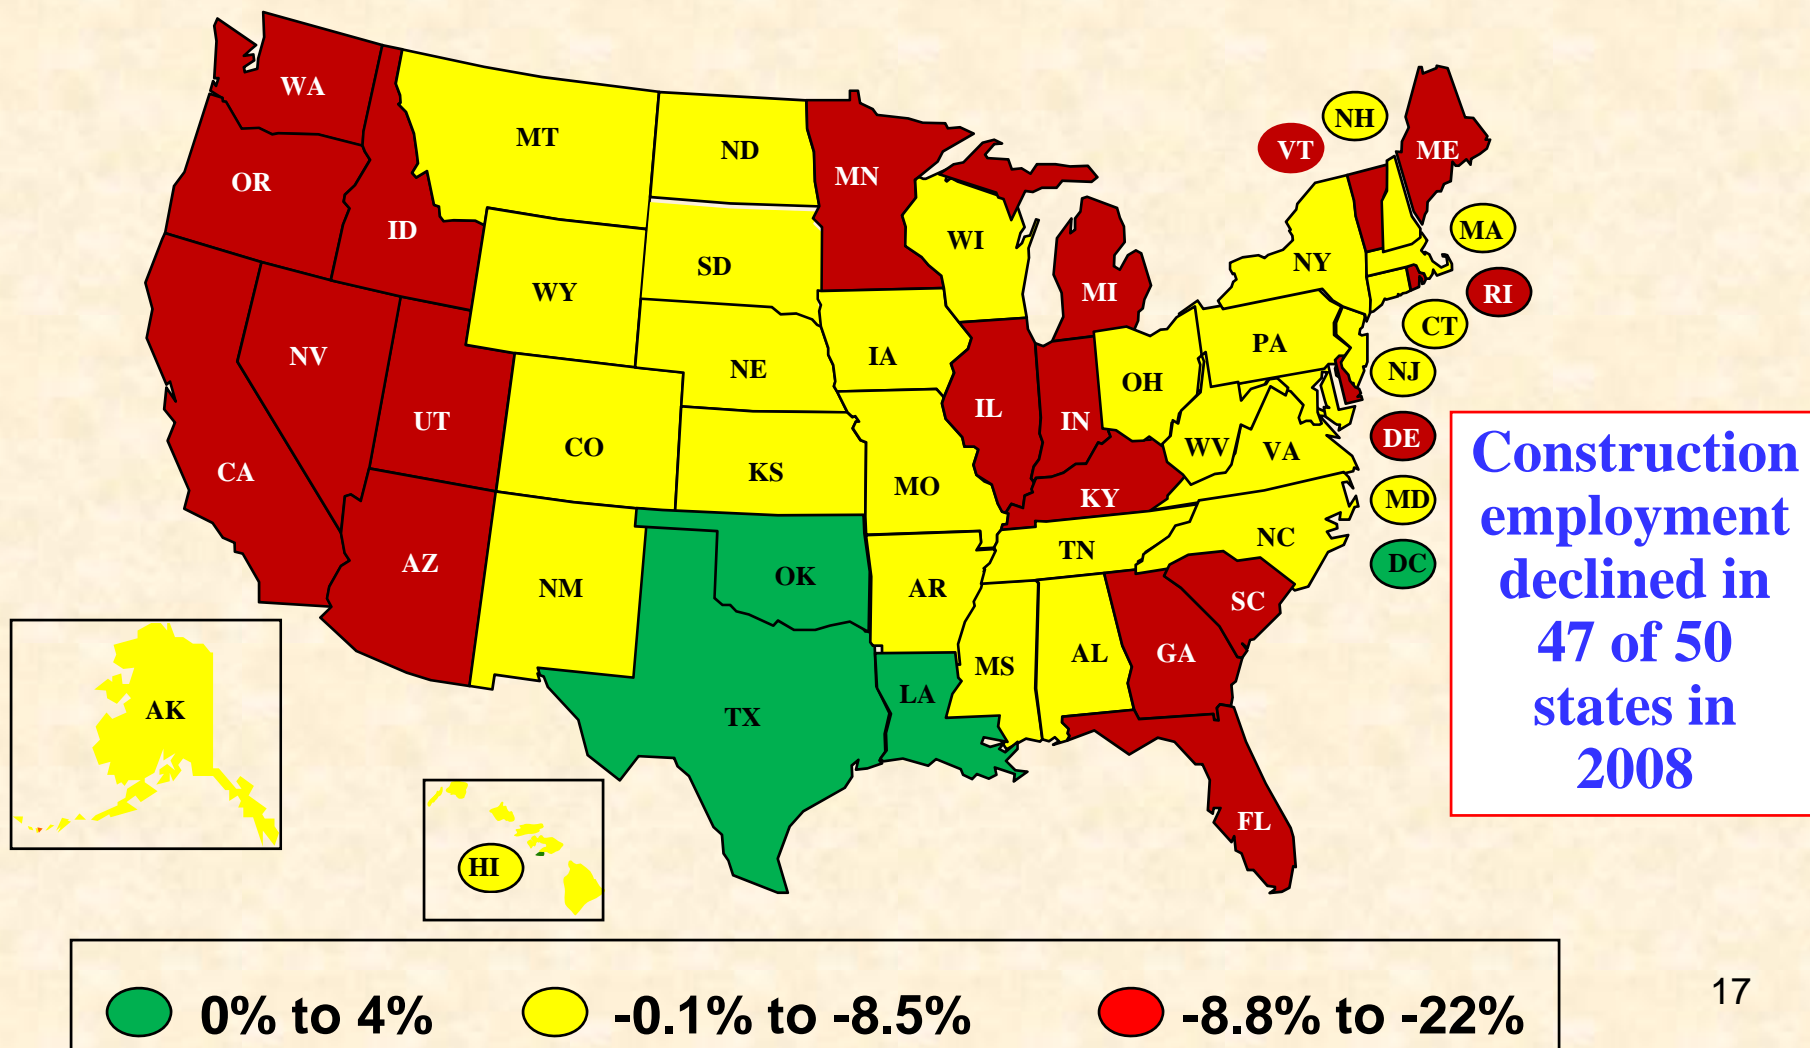 WA
NH
VT
MT
ND
ME
MN
OR
ID
MA
WI
NY
SD
WY
MI
RI
CT
PA
NV
IA
NE
NJ
OH
IL
UT
IN
DE
CO
WV
VA
CA
KS
MO
KY
MD
NC
TN
AZ
OK
DC
NM
AR
SC
MS
AL
GA
LA
AK
TX
FL
HI
Construction
employment
declined in
47 of 50
states in
2008
0% to 4%
-0.1% to -8.5%
-8.8% to -22%
17